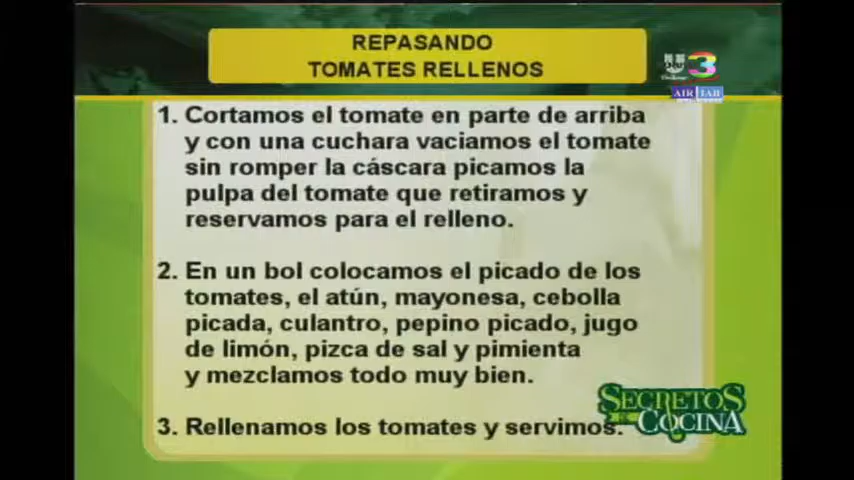 REPASANDO
TOMATES RELLENOS
3
AIR TAB
1. Cortamos el tomate en parte de arriba
y con una cuchara vaciamos el tomate
sin romper la cáscara picamos la
pulpa del tomate que retiramos y
reservamos para el relleno.
2. En un bol colocamos el picado de los
tomates, el atún, mayonesa, cebolla
picada, culantro, pepino picado, jugo
de limón, pizca de sal y pimienta
y mezclamos todo muy bien.
3. Rellenamos los tomates y servimos.
SECRETOS
COCINA